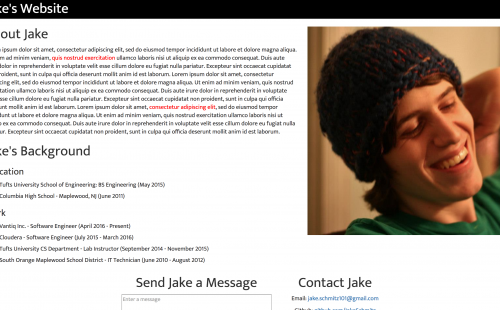 ke's Website
out Jake
ipsum dolor sit amet, consectetur adipiscing elit, sed do eiusmod tempor incididunt ut labore et dolore magna aliqua.
ad minim veniam, quis nostrud exercitation ullamco laboris nisi ut aliquip ex ea commodo consequat. Duis aute
dolor in reprehenderit in voluptate velit esse cillum dolore eu fugiat nulla pariatur. Excepteur sint occaecat cupidatat
proident, sunt in culpa qui officia deserunt mollit anim id est laborum. Lorem ipsum dolor sit amet, consectetur
cing elit, sed do eiusmod tempor incididunt ut labore et dolore magna aliqua. Ut enim ad minim veniam, quis nostrud
ation ullamco laboris nisi ut aliquip ex ea commodo consequat. Duis aute irure dolor in reprehenderit in voluptate
sse cillum dolore eu fugiat nulla pariatur. Excepteur sint occaecat cupidatat non proident, sunt in culpa qui officia
nt mollit anim id est laborum. Lorem ipsum dolor sit amet, consectetur adipiscing elit, sed do eiusmod tempor
unt ut labore et dolore magna aliqua. Ut enim ad minim veniam, quis nostrud exercitation ullamco laboris nisi ut
ex ea commodo consequat. Duis aute irure dolor in reprehenderit in voluptate velit esse cillum dolore eu fugiat nulla
r. Excepteur sint occaecat cupidatat non proident, sunt in culpa qui officia deserunt mollit anim id est laborum.
ke's Background
cation
Tufts University School of Engineering: BS Engineering (May 2015)
Columbia High School - Maplewood, NJ (June 2011)
rk
Vantiq Inc. - Software Engineer (April 2016 - Present)
Cloudera - Software Engineer (July 2015 - March 2016)
Tufts University CS Department - Lab Instructor (September 2014 - November 2015)
South Orange Maplewood School District - IT Technician (June 2010 - August 2012)
Send Jake a Message
Contact Jake
Enter a message
Email: jake.schmitz101@gmail.com